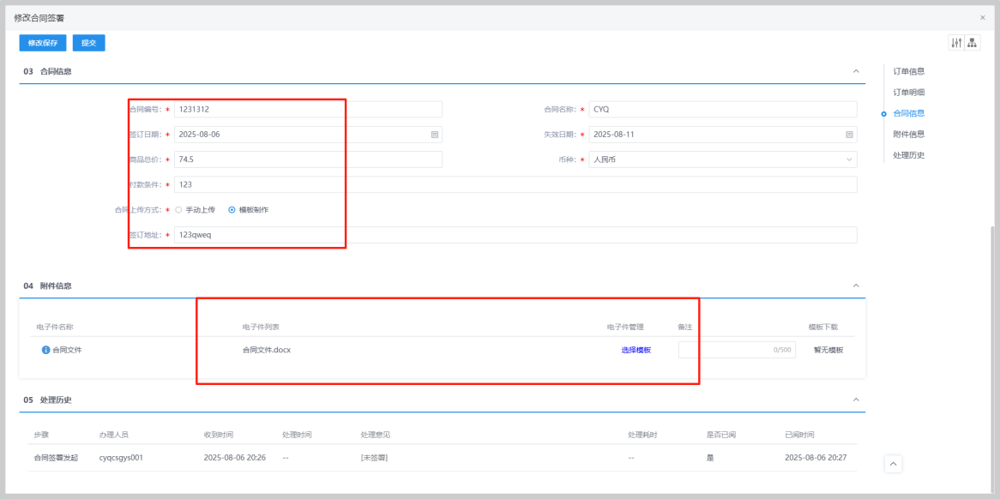 修改合同签署 ×
修改保存 提交
03 合同信息
合同编号: * 1231312 合同名称: * CYQ
签订日期: * 2025-08-06 失效日期: * 2025-08-11
商品总价: * 74.5 币种: * 人民币
付款条件: * 123
合同上传方式: * 手动上传 模板制作
签订地址: * 123qweq
04 附件信息
电子件名称 电子件列表 电子件管理 备注 模板下载
合同文件 合同文件.docx 选择模板 0/500 暂无模板
05 处理历史
步骤 办理人员 收到时间 处理时间 处理意见 处理耗时 是否已阅 已阅时间
合同签署发起 cyqcsgys001 2025-08-06 20:26 -- [未签署] -- 是 2025-08-06 20:27
订单信息
订单明细
合同信息
附件信息
处理历史